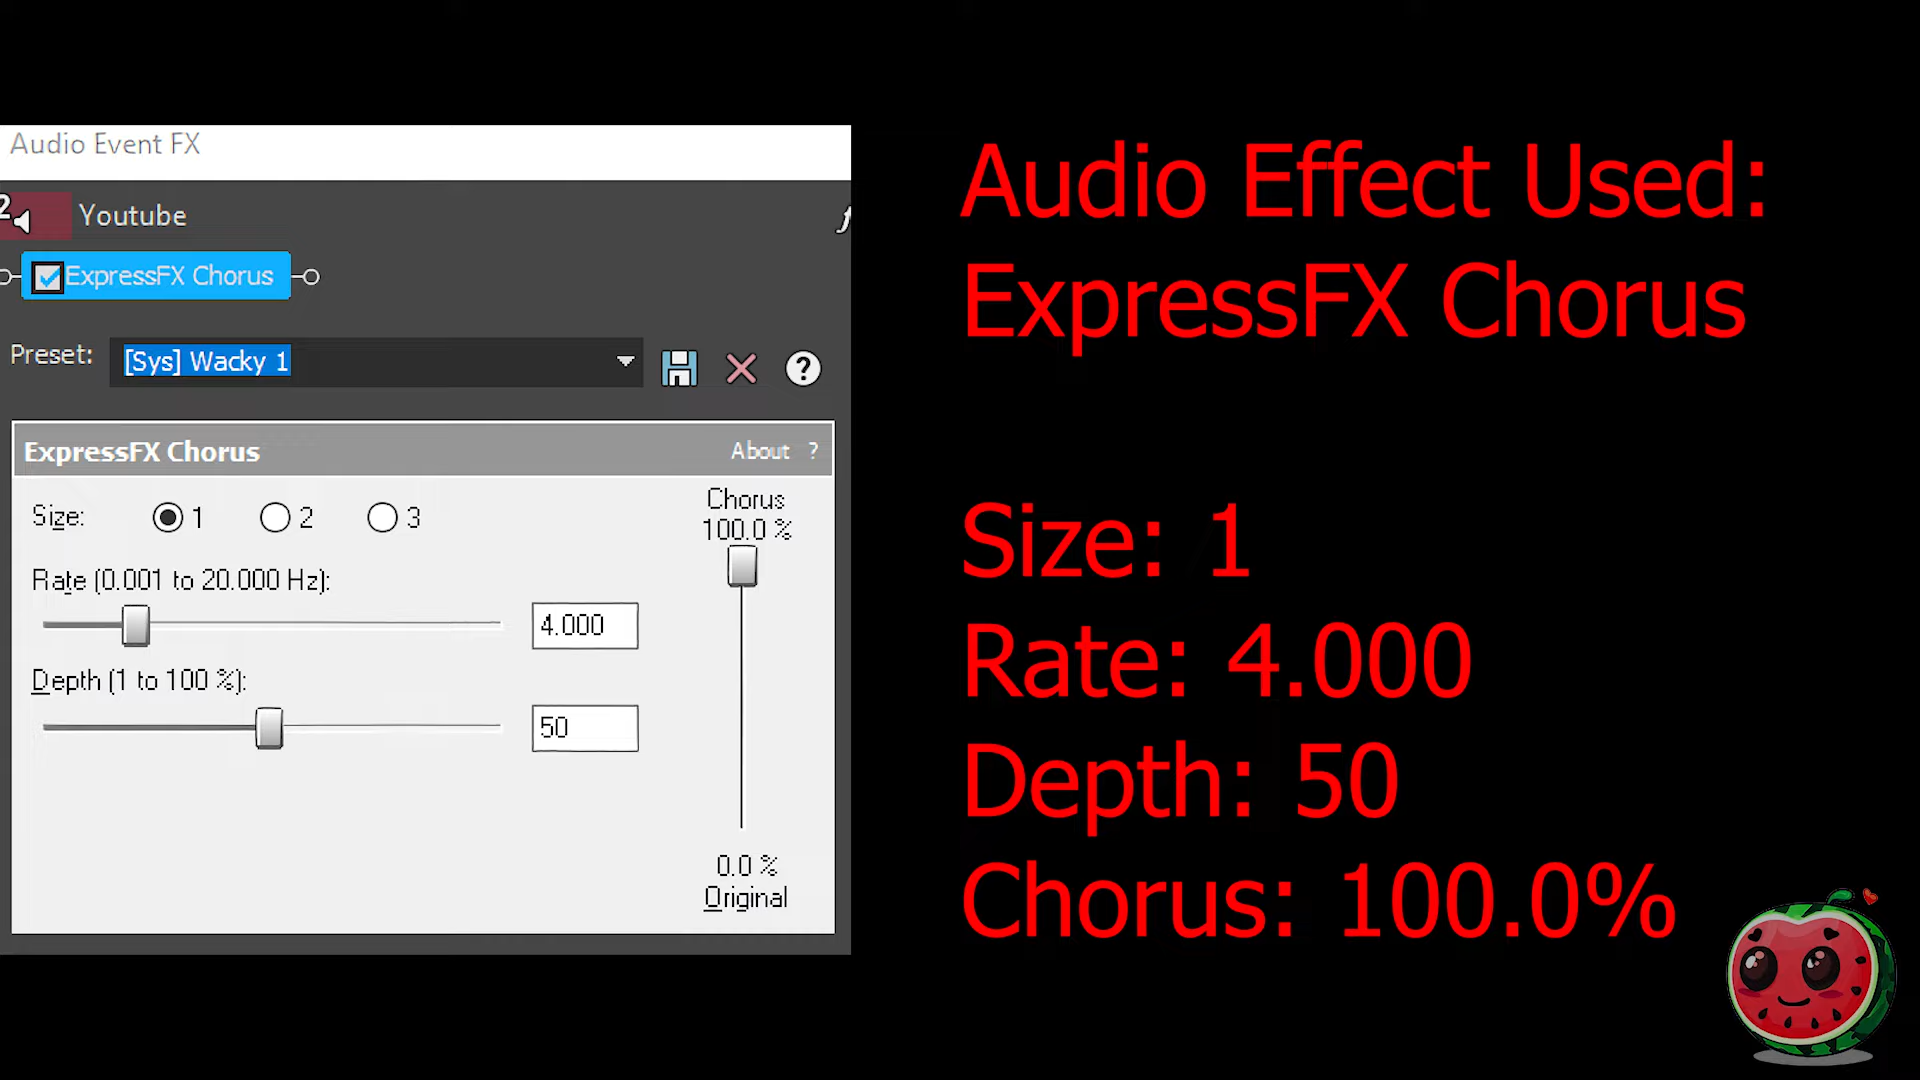 Audio Event FX
2
Youtube
ExpressFX Chorus
Preset: [Sys] Wacky 1
?
ExpressFX Chorus
About ?
Size: 1 2 3
Chorus
100.0 %
Rate (0.001 to 20.000 Hz):
4.000
Depth (1 to 100 %):
50
0.0 %
Original
Audio Effect Used:
ExpressFX Chorus
Size: 1
Rate: 4.000
Depth: 50
Chorus: 100.0%